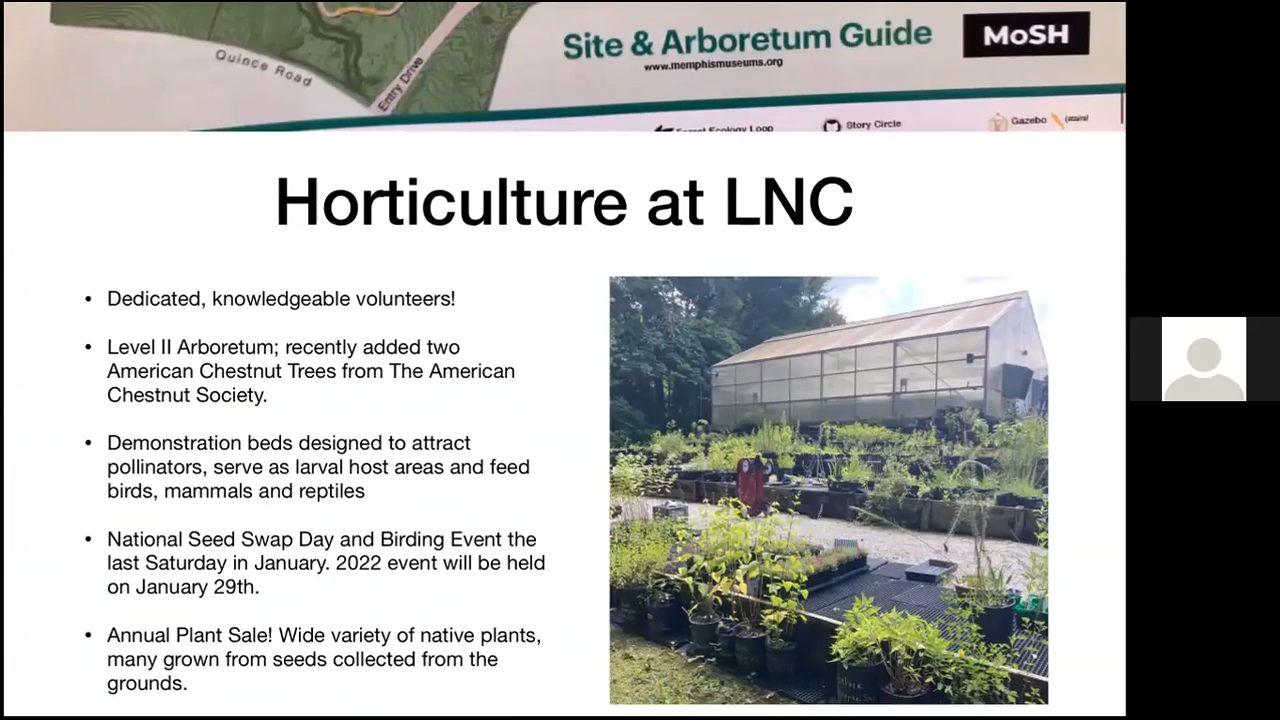 Site & Arboretum Guide
MoSH
www.memphismuseums.org
Quince Road
Entry Drive
Forest Ecology Loop
Story Circle
Gazebo
(stairs)
Horticulture at LNC
• Dedicated, knowledgeable volunteers!
• Level II Arboretum; recently added two
American Chestnut Trees from The American
Chestnut Society.
• Demonstration beds designed to attract
pollinators, serve as larval host areas and feed
birds, mammals and reptiles
• National Seed Swap Day and Birding Event the
last Saturday in January. 2022 event will be held
on January 29th.
• Annual Plant Sale! Wide variety of native plants,
many grown from seeds collected from the
grounds.